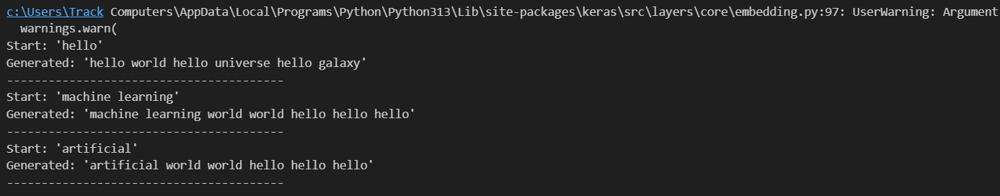 c:\Users\Track Computers\AppData\Local\Programs\Python\Python313\Lib\site-packages\keras\src\layers\core\embedding.py:97: UserWarning: Argument
  warnings.warn(
Start: 'hello'
Generated: 'hello world hello universe hello galaxy'
----------------------------------------
Start: 'machine learning'
Generated: 'machine learning world world hello hello hello'
----------------------------------------
Start: 'artificial'
Generated: 'artificial world world hello hello hello'
----------------------------------------